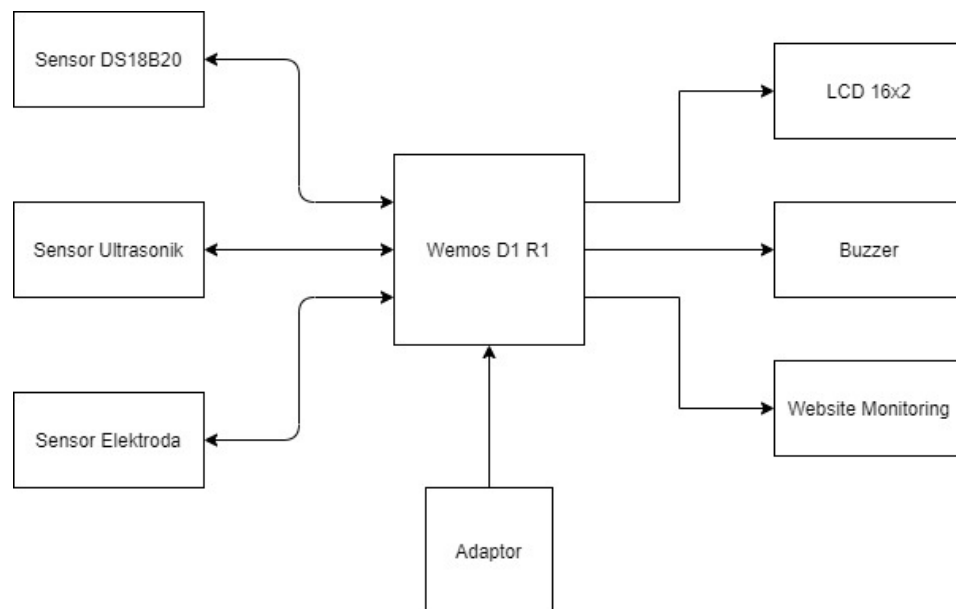 Sensor DS18B20
LCD 16x2
Sensor Ultrasonik
Wemos D1 R1
Buzzer
Sensor Elektroda
Website Monitoring
Adaptor